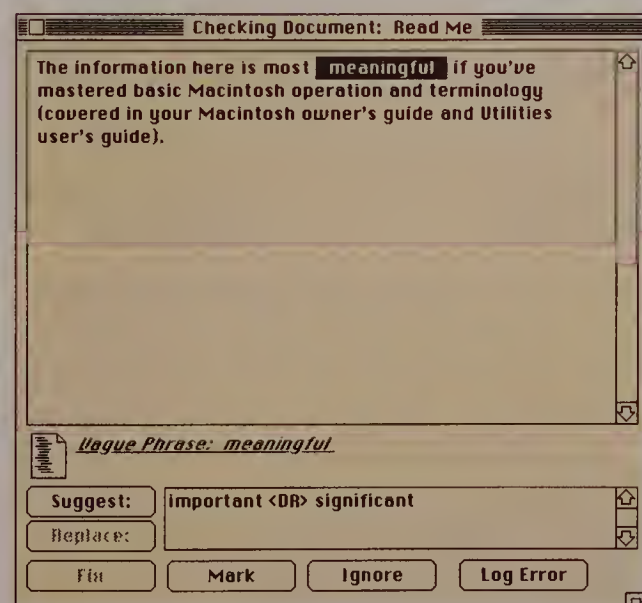 Checking Document: Read Me
The information here is most meaningful if you've
mastered basic Macintosh operation and terminology
(covered in your Macintosh owner's guide and Utilities
user's guide).
Vague Phrase: meaningful
Suggest:
important <OR> significant
Replace:
Fix
Mark
Ignore
Log Error